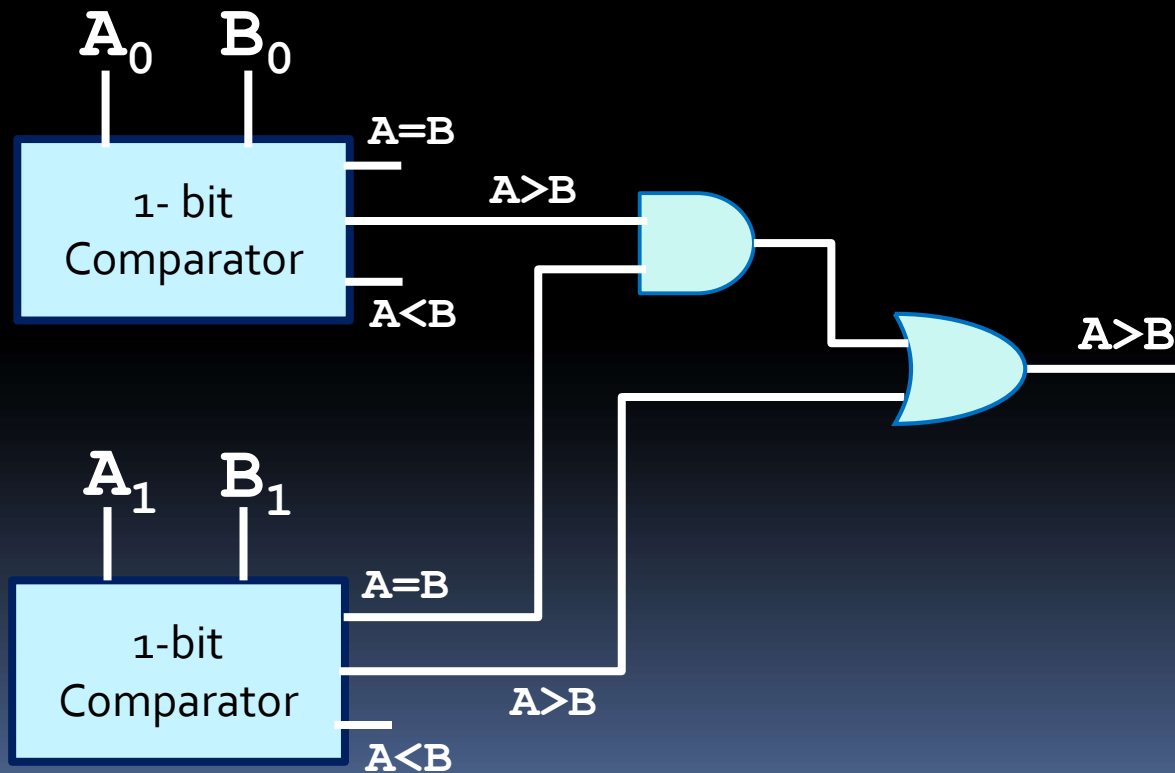 A₀ B₀
A=B
1- bit
Comparator
A>B
A<B
A>B
A₁ B₁
A=B
1-bit
Comparator
A>B
A<B